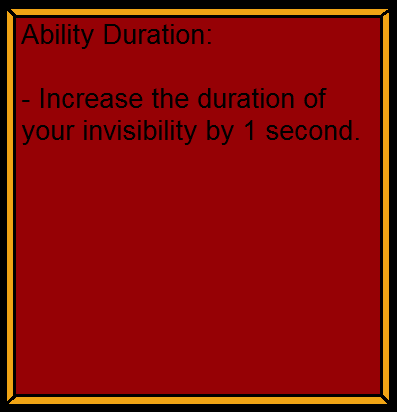 Ability Duration:
- Increase the duration of
your invisibility by 1 second.